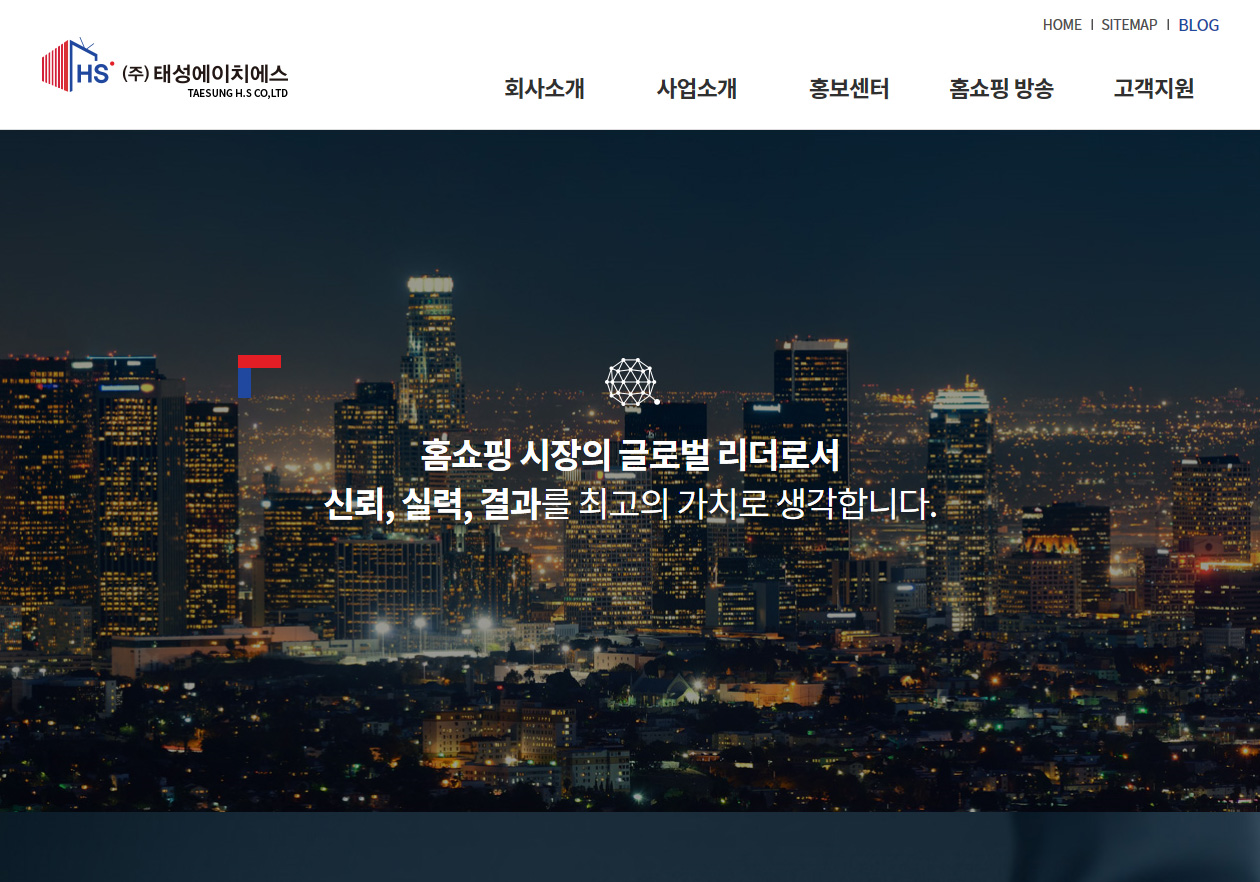 HOME I SITEMAP I BLOG
HS (주) 태성에이치에스
TAESUNG H.S CO,LTD
회사소개 사업소개 홍보센터 홈쇼핑 방송 고객지원
홈쇼핑 시장의 글로벌 리더로서
신뢰, 실력, 결과를 최고의 가치로 생각합니다.